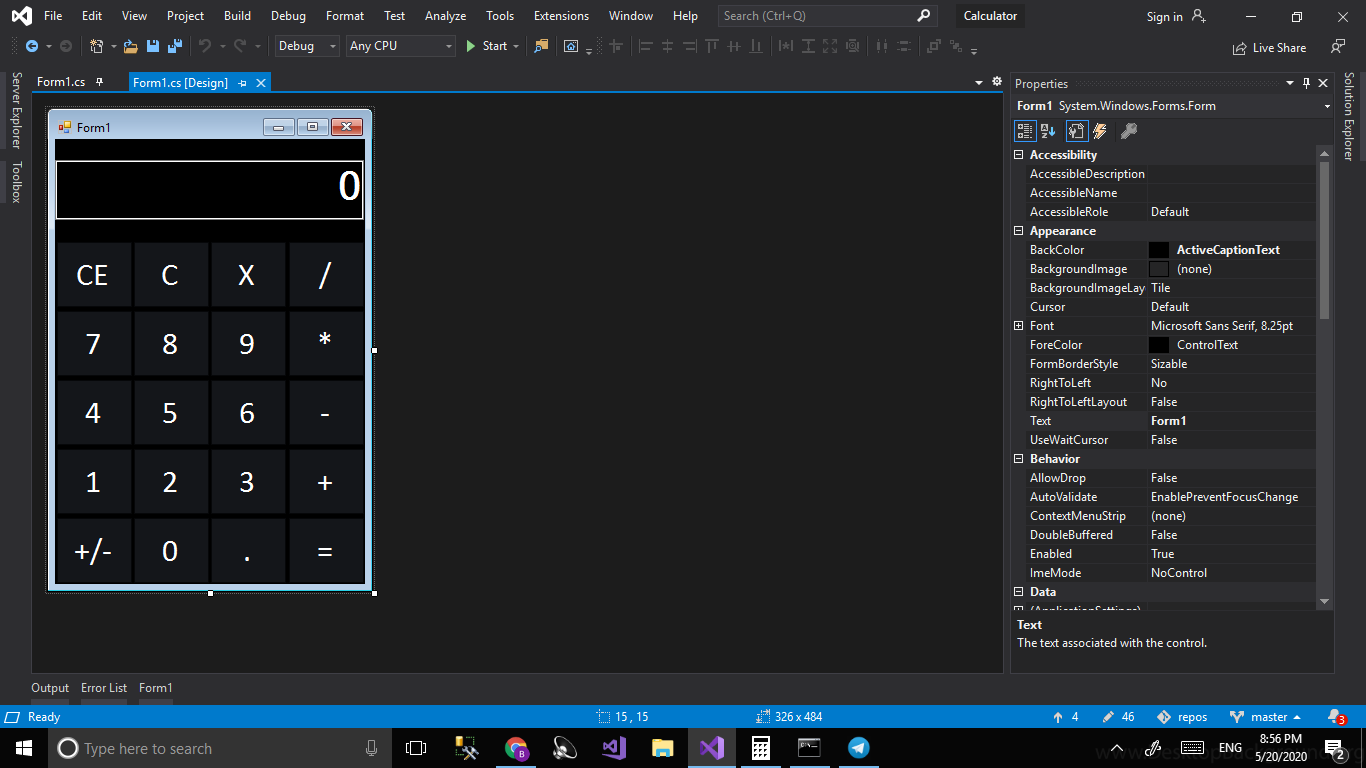 File Edit View Project Build Debug Format Test Analyze Tools Extensions Window Help Search (Ctrl+Q) Calculator Sign in
Debug Any CPU Start Live Share
Server Explorer
Toolbox
Form1.cs Form1.cs [Design]
Form1
0
CE C X /
7 8 9 *
4 5 6 -
1 2 3 +
+/- 0 . =
Properties
Form1 System.Windows.Forms.Form
Accessibility
AccessibleDescription
AccessibleName
AccessibleRole Default
Appearance
BackColor ActiveCaptionText
BackgroundImage (none)
BackgroundImageLay Tile
Cursor Default
Font Microsoft Sans Serif, 8.25pt
ForeColor ControlText
FormBorderStyle Sizable
RightToLeft No
RightToLeftLayout False
Text Form1
UseWaitCursor False
Behavior
AllowDrop False
AutoValidate EnablePreventFocusChange
ContextMenuStrip (none)
DoubleBuffered False
Enabled True
ImeMode NoControl
Data
(ApplicationSettings)
Text
The text associated with the control.
Solution Explorer
Output Error List Form1
Ready 15 , 15 326 x 484 4 46 repos master 3
Type here to search
ENG 8:56 PM
5/20/2020 2